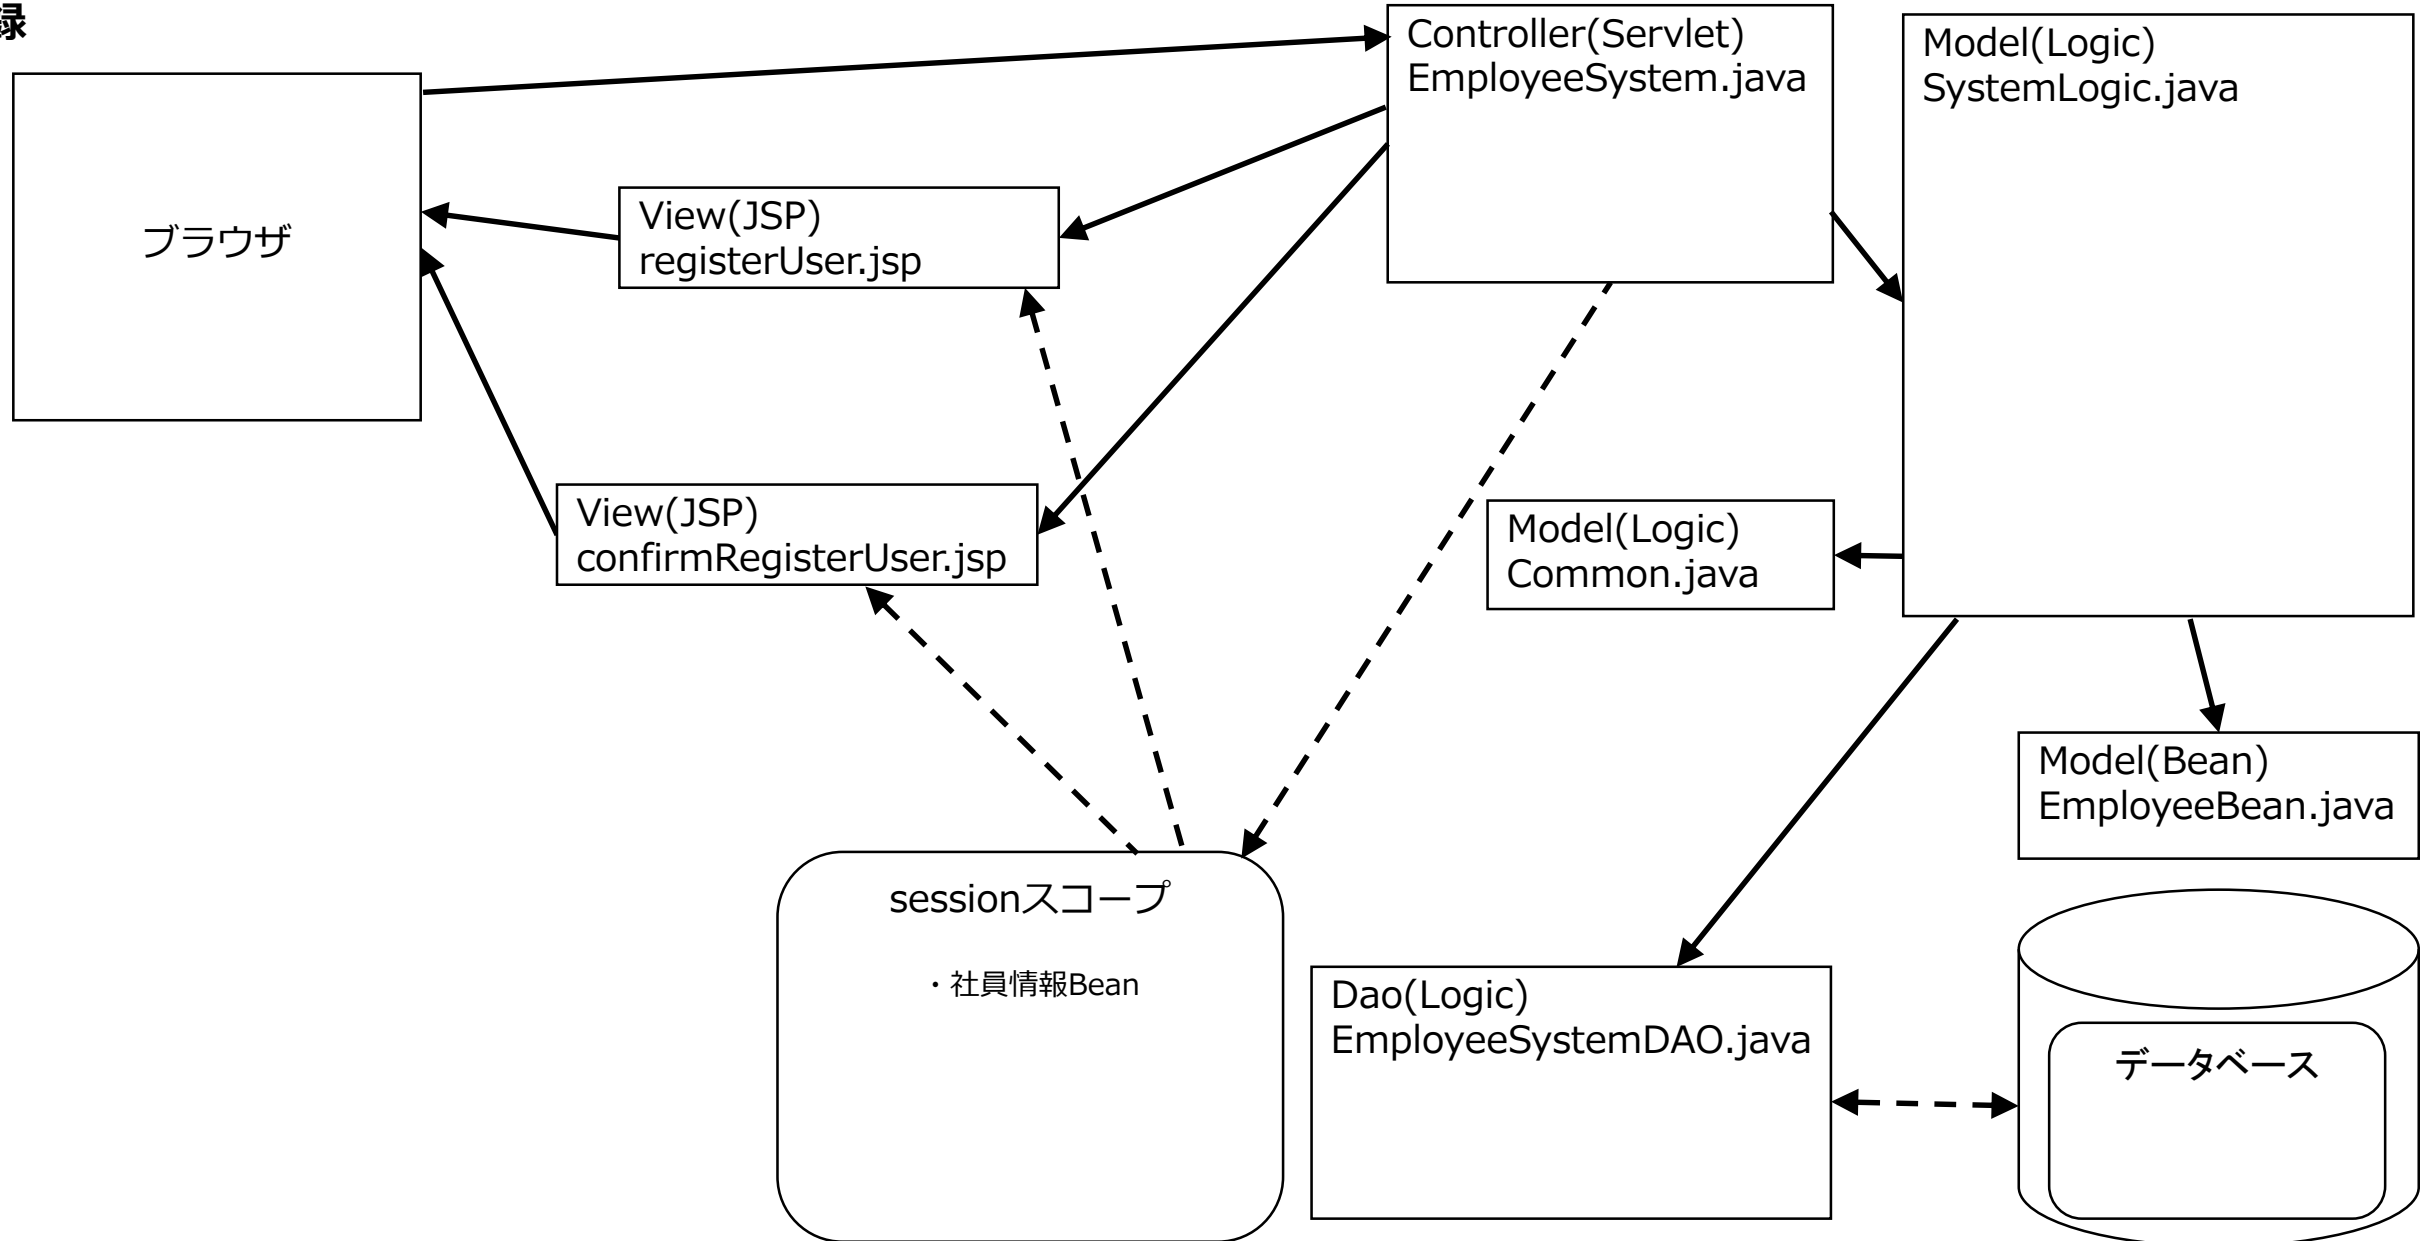 録
Controller(Servlet)
EmployeeSystem.java
Model(Logic)
SystemLogic.java
ブラウザ
View(JSP)
registerUser.jsp
View(JSP)
confirmRegisterUser.jsp
Model(Logic)
Common.java
Model(Bean)
EmployeeBean.java
sessionスコープ
・社員情報Bean
Dao(Logic)
EmployeeSystemDAO.java
データベース